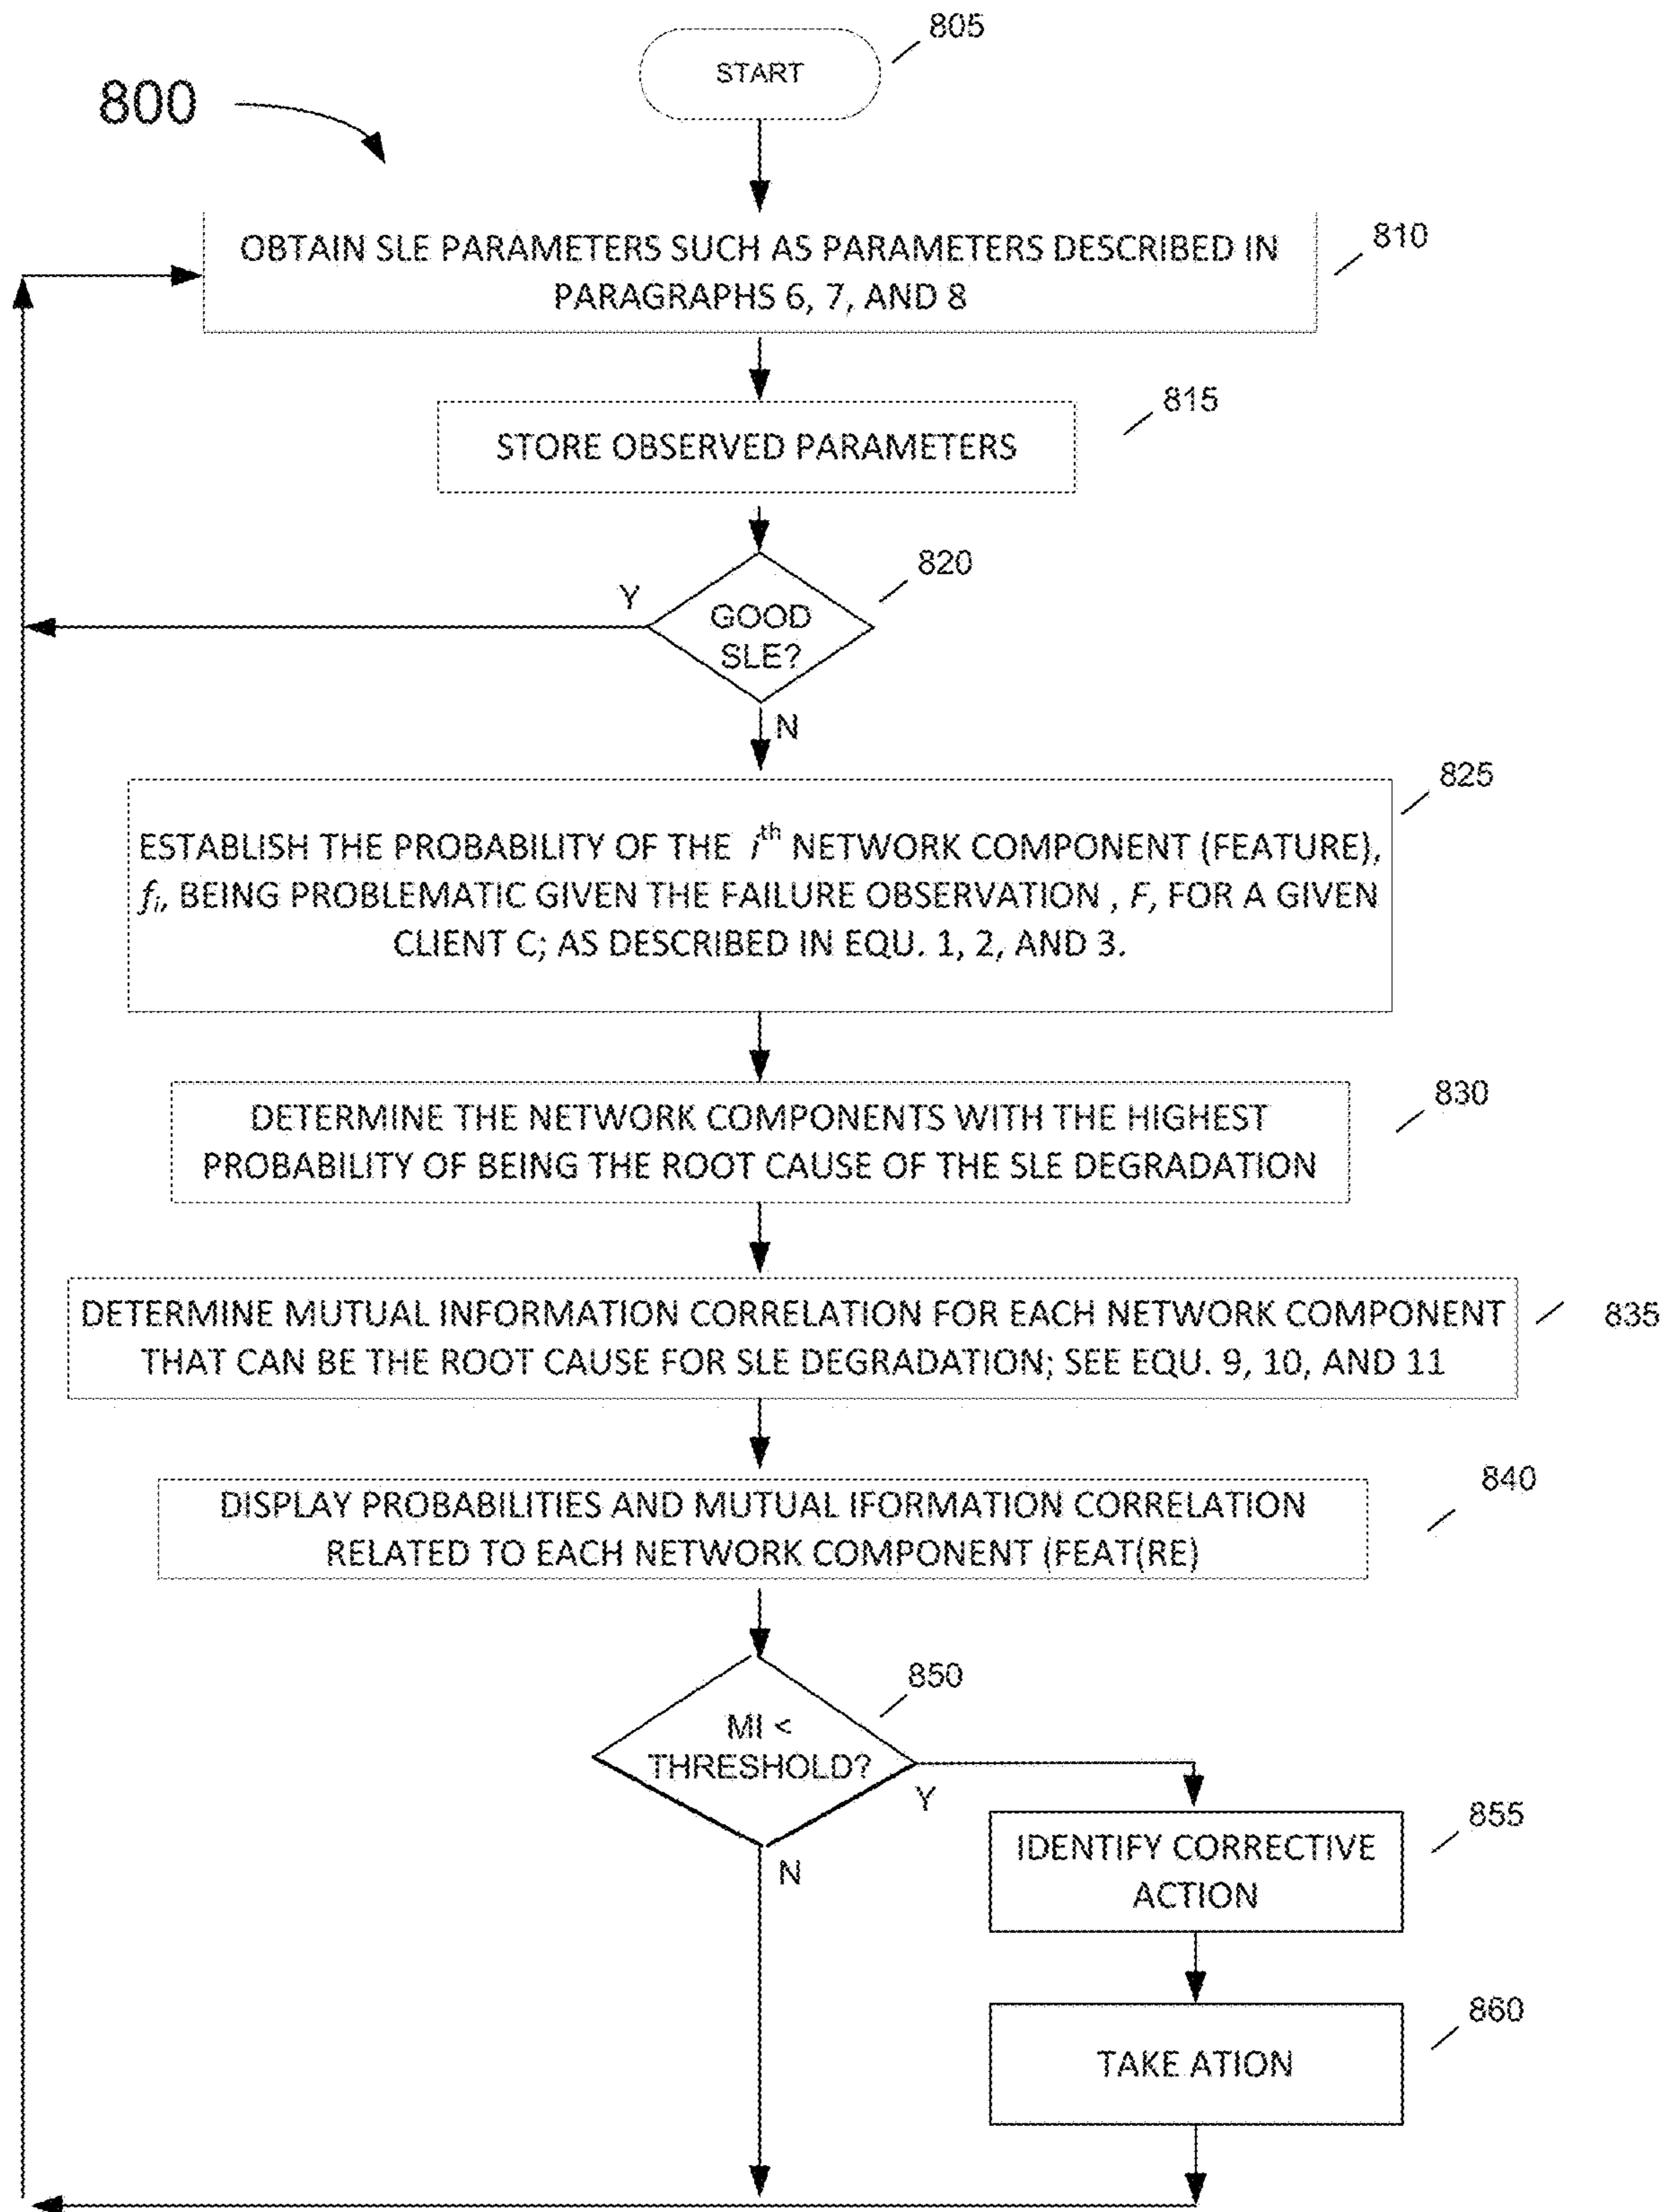 805
START
800
810
OBTAIN SLE PARAMETERS SUCH AS PARAMETERS DESCRIBED IN
PARAGRAPHS 6, 7, AND 8
815
STORE OBSERVED PARAMETERS
820
Y
GOOD
SLE?
N
825
ESTABLISH THE PROBABILITY OF THE ith NETWORK COMPONENT (FEATURE),
fi, BEING PROBLEMATIC GIVEN THE FAILURE OBSERVATION , F, FOR A GIVEN
CLIENT C; AS DESCRIBED IN EQU. 1, 2, AND 3.
830
DETERMINE THE NETWORK COMPONENTS WITH THE HIGHEST
PROBABILITY OF BEING THE ROOT CAUSE OF THE SLE DEGRADATION
835
DETERMINE MUTUAL INFORMATION CORRELATION FOR EACH NETWORK COMPONENT
THAT CAN BE THE ROOT CAUSE FOR SLE DEGRADATION; SEE EQU. 9, 10, AND 11
840
DISPLAY PROBABILITIES AND MUTUAL IFORMATION CORRELATION
RELATED TO EACH NETWORK COMPONENT (FEAT(RE)
850
MI <
THRESHOLD?
Y
N
855
IDENTIFY CORRECTIVE
ACTION
860
TAKE ATION